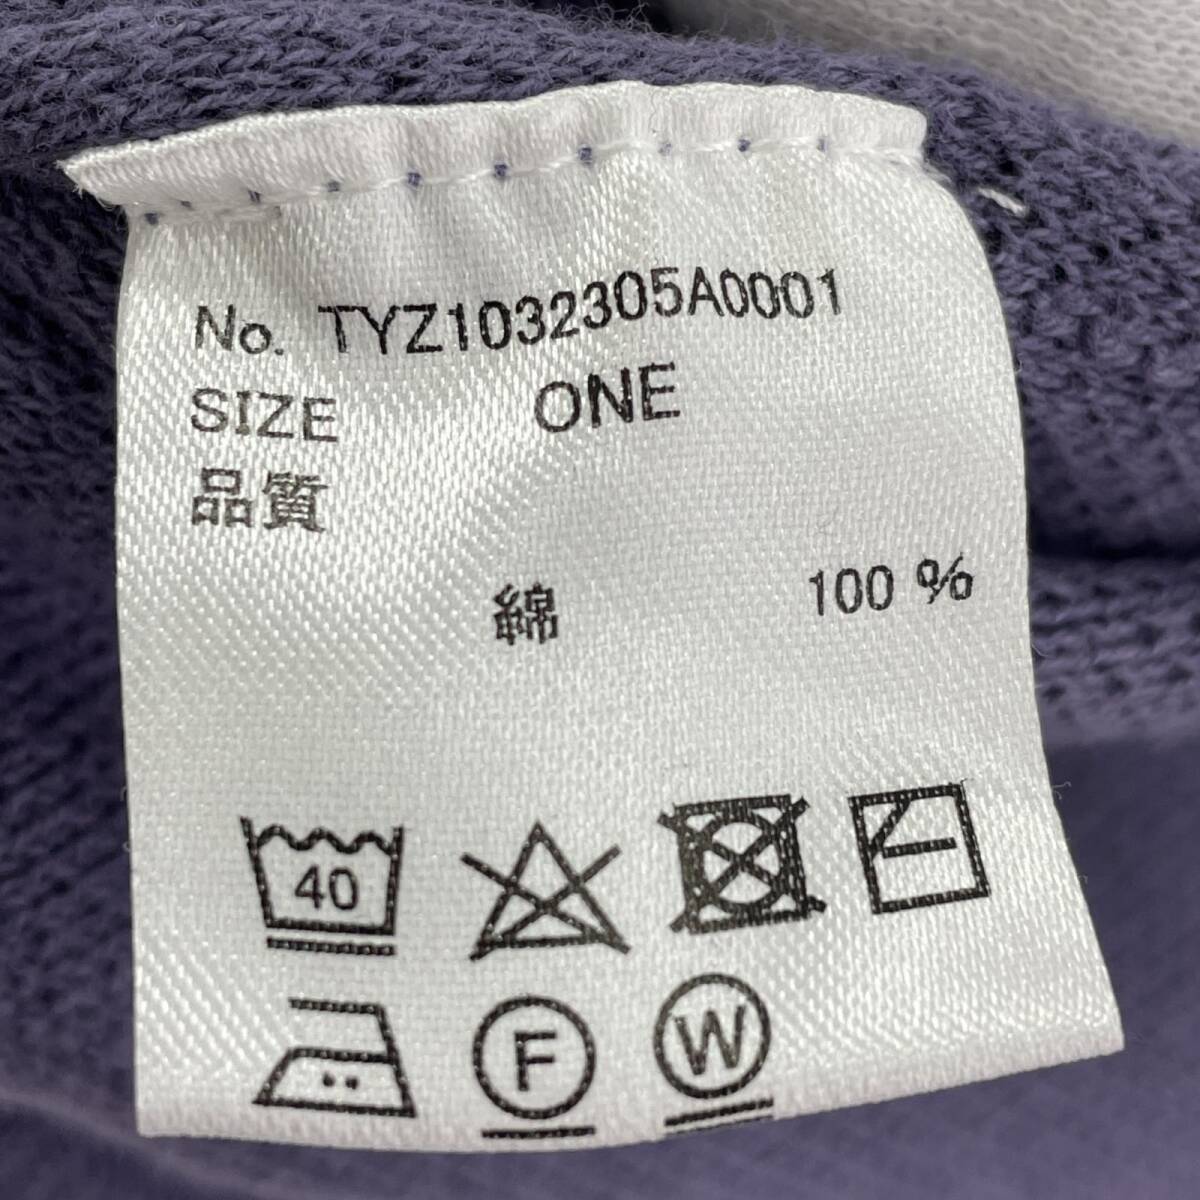 No. TYZ1032305A0001
SIZE ONE
品質
綿 100 %
40
F
W